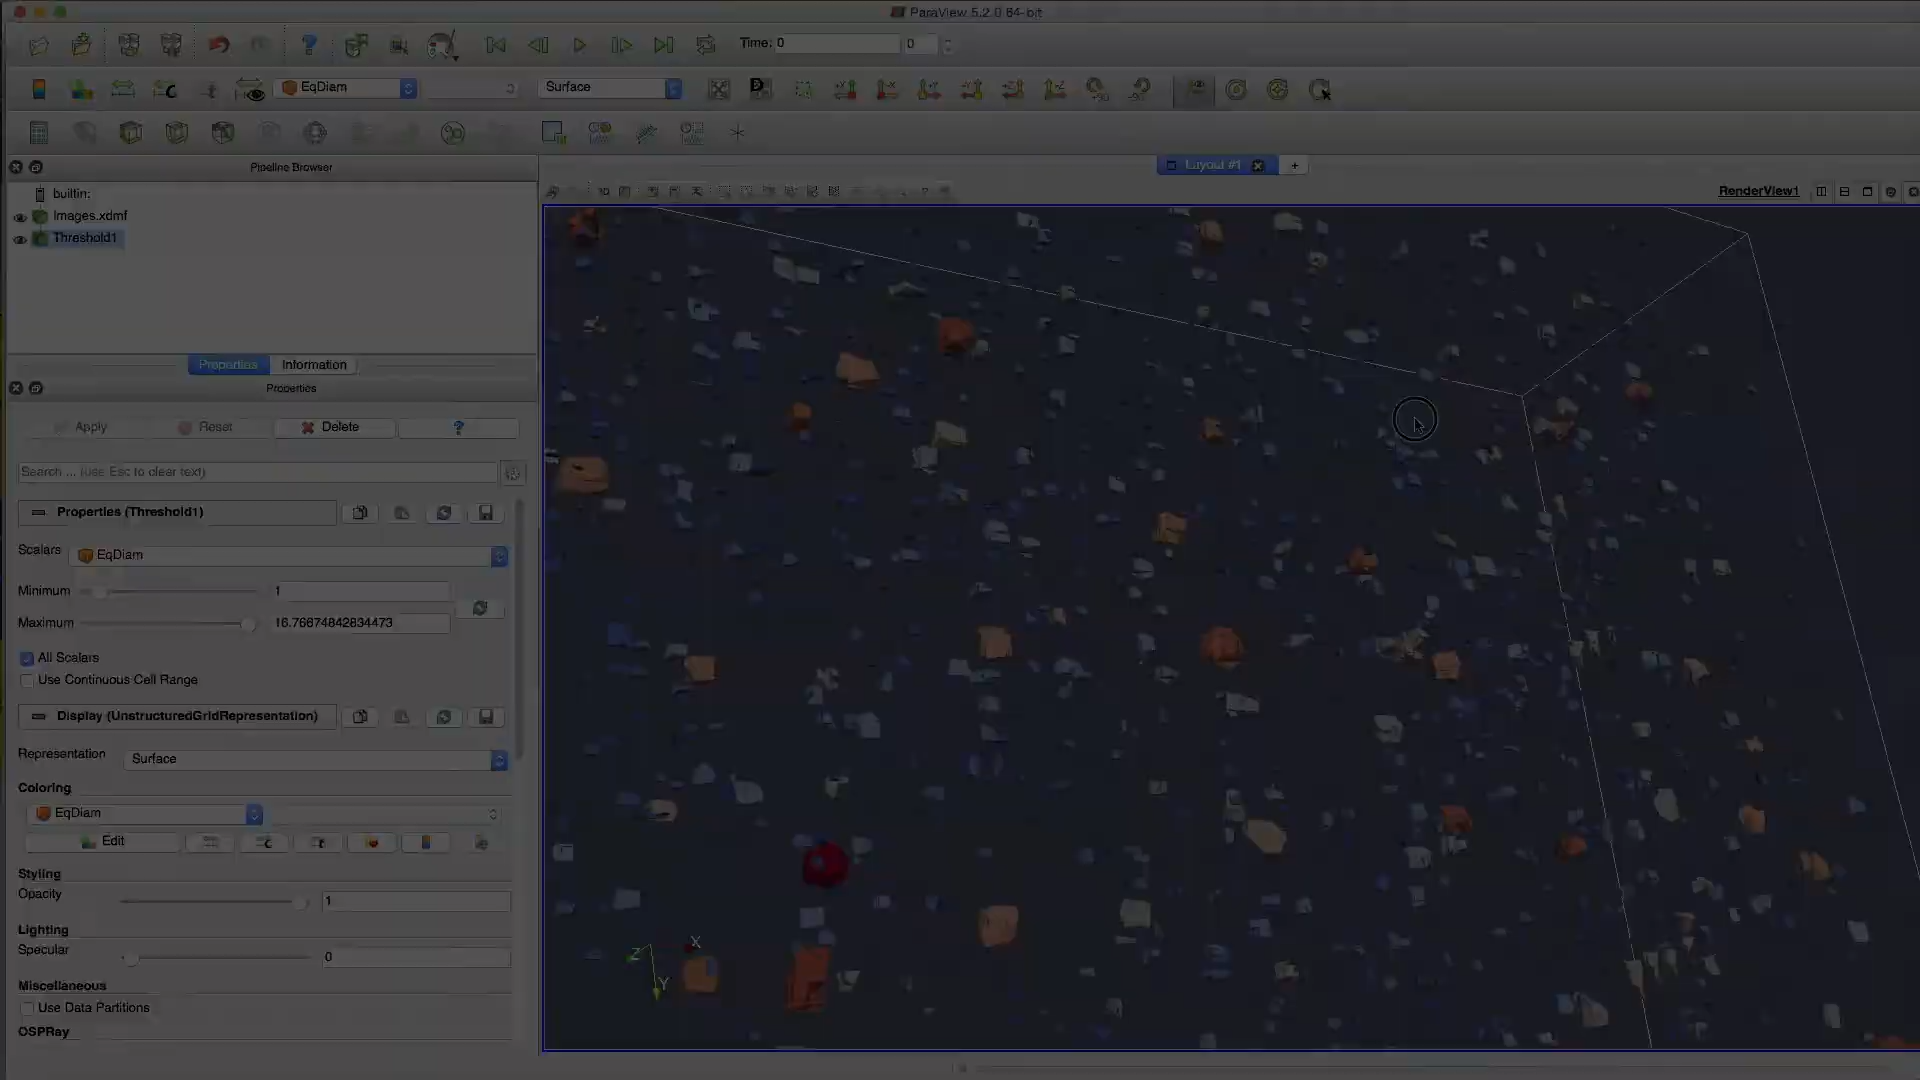 ParaView 5.2.0 64-bit
Time: 0 0
EqDiam Surface
Pipeline Browser
Layout #1 +
builtin:
Images.xdmf
Threshold1
3D
RenderView1
Properties Information
Properties
Apply Reset Delete ?
Search ... (use Esc to clear text)
Properties (Threshold1)
Scalars EqDiam
Minimum 1
Maximum 16.76674842834473
All Scalars
Use Continuous Cell Range
Display (UnstructuredGridRepresentation)
Representation Surface
Coloring
EqDiam
Edit
Styling
Opacity 1
Lighting
Specular 0
Miscellaneous
Use Data Partitions
OSPRay
X
Z
Y